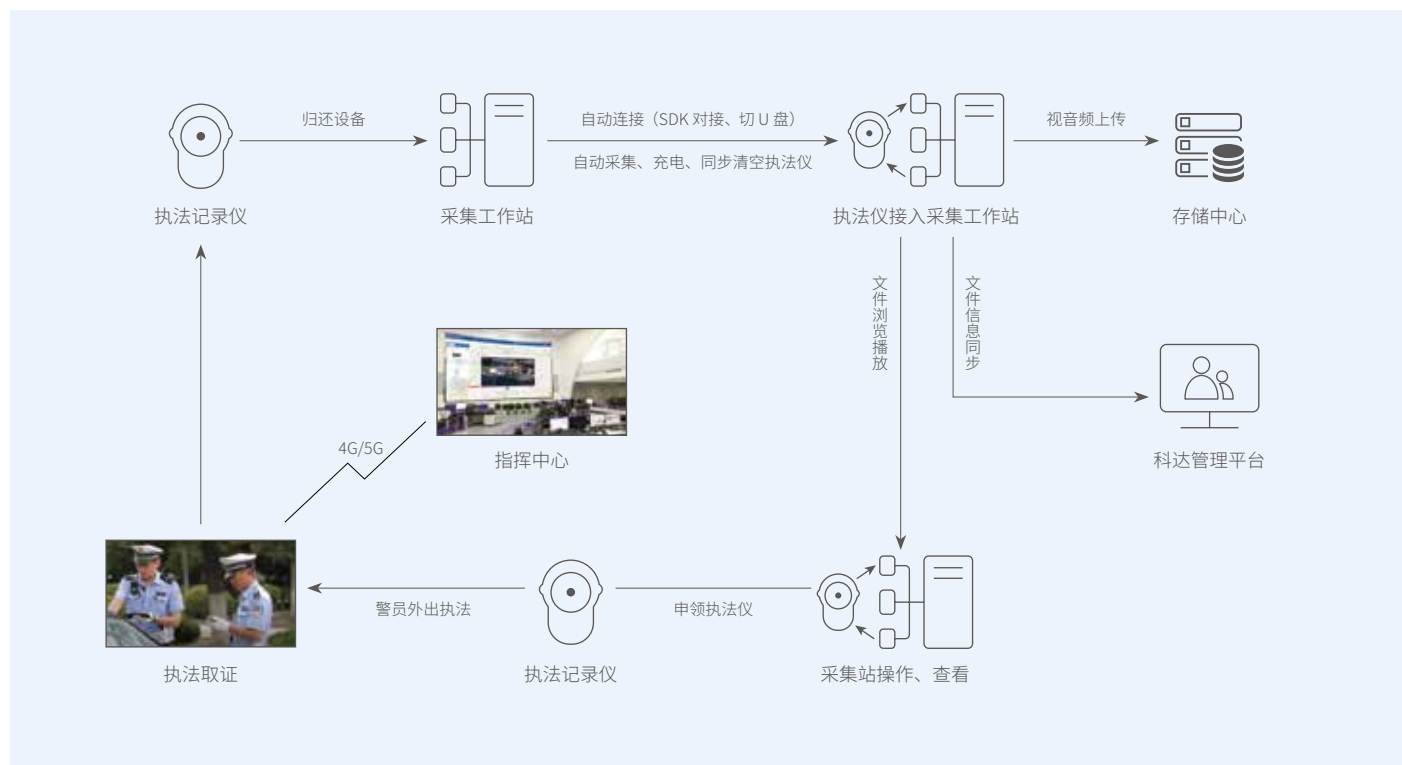 归还设备
自动连接（SDK 对接、切 U 盘）
视音频上传
自动采集、充电、同步清空执法仪
执法记录仪
采集工作站
执法仪接入采集工作站
存储中心
文件浏览播放
文件信息同步
4G/5G
指挥中心
科达管理平台
警员外出执法
申领执法仪
执法取证
执法记录仪
采集站操作、查看